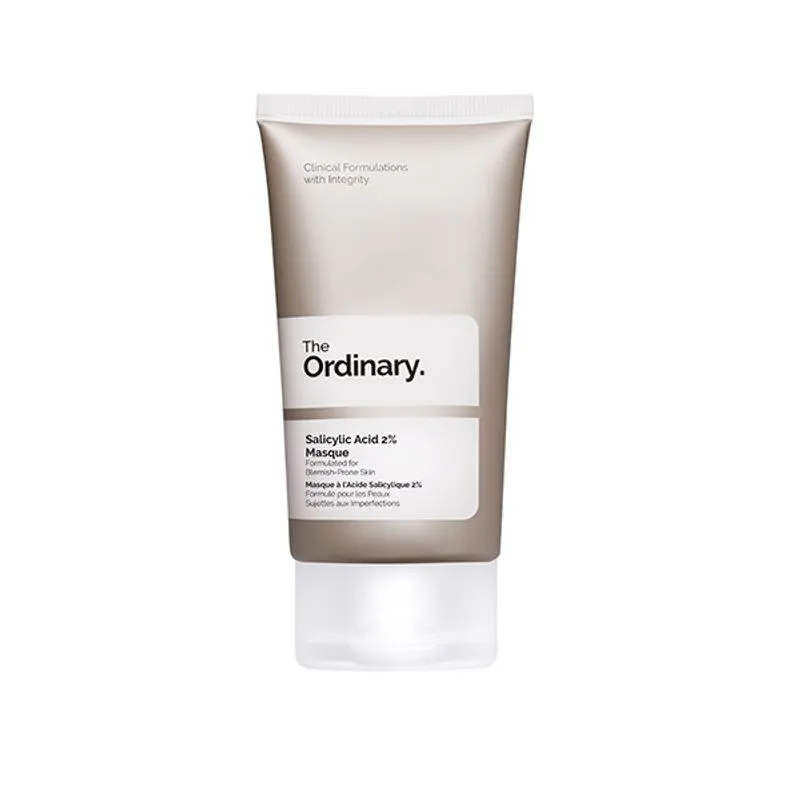 Clinical Formulations
with Integrity.
The
Ordinary.
Salicylic Acid 2%
Masque
Formulated for
Blemish-Prone Skin
Masque à l'Acide Salicylique 2%
Formulé pour les Peaux
Sujettes aux Imperfections